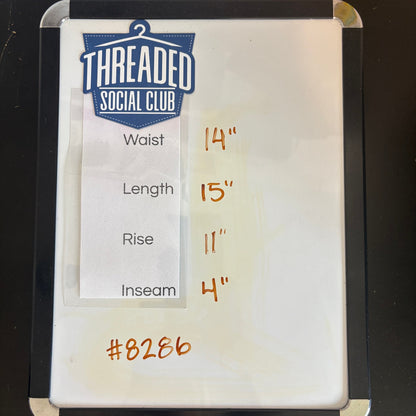 THREADED
SOCIAL CLUB
Waist 14"
Length 15"
Rise 11"
Inseam 4"
#8286